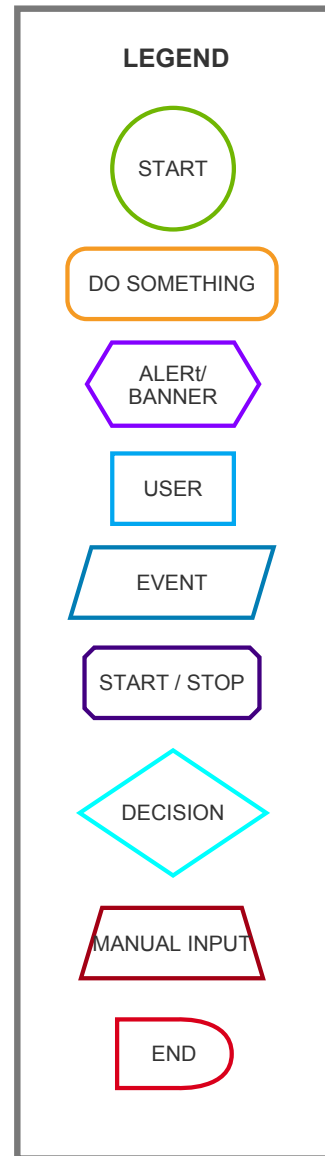 LEGEND
START
DO SOMETHING
ALERt/
BANNER
USER
EVENT
START / STOP
DECISION
MANUAL INPUT
END